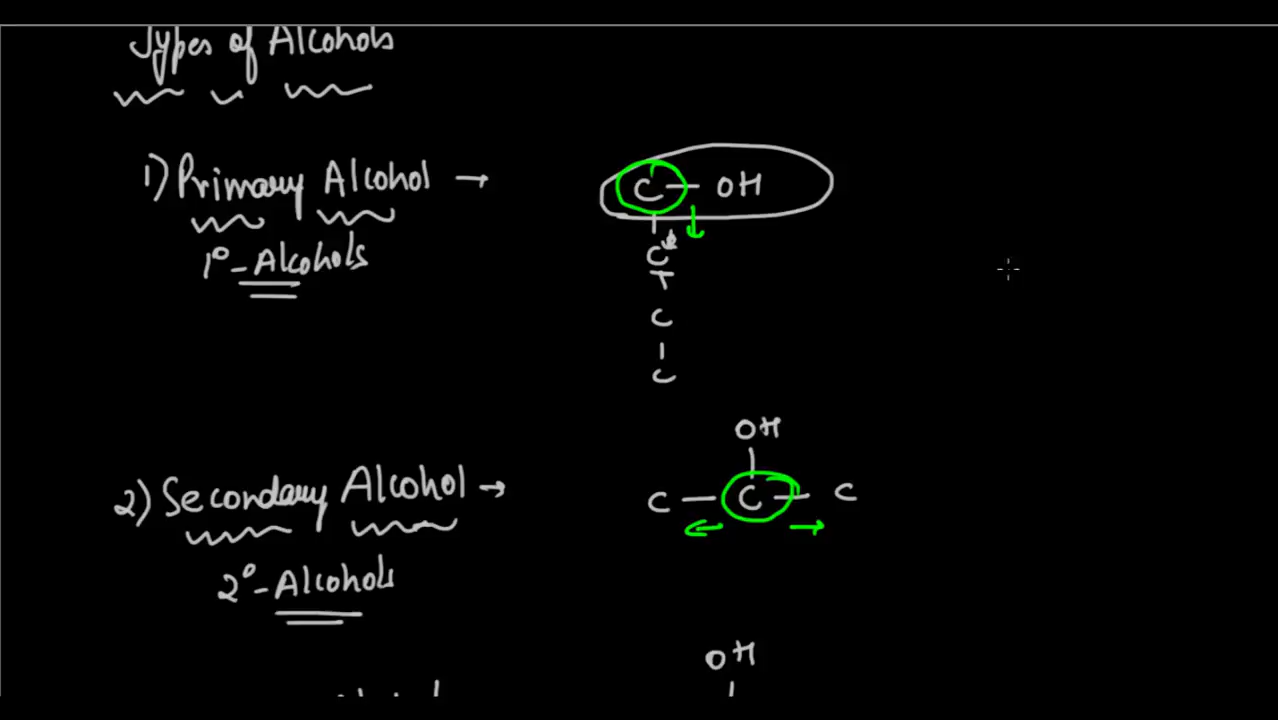 Types of Alcohols
1) Primary Alcohol → C - OH
1° - Alcohols
C
C
C
OH
2) Secondary Alcohol → C - C - C
2° - Alcohols
OH